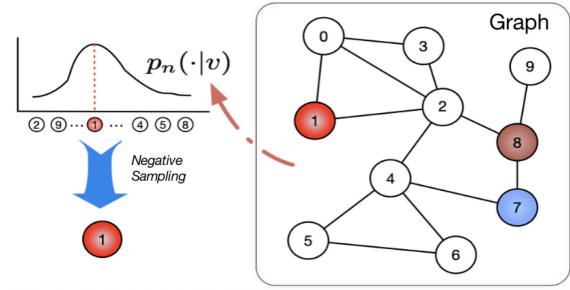 Graph
0
3
9
p_n(·|v)
1
2
8
② ⑨ ··· ① ··· ④ ⑤ ⑧
Negative
Sampling
4
7
1
5
6